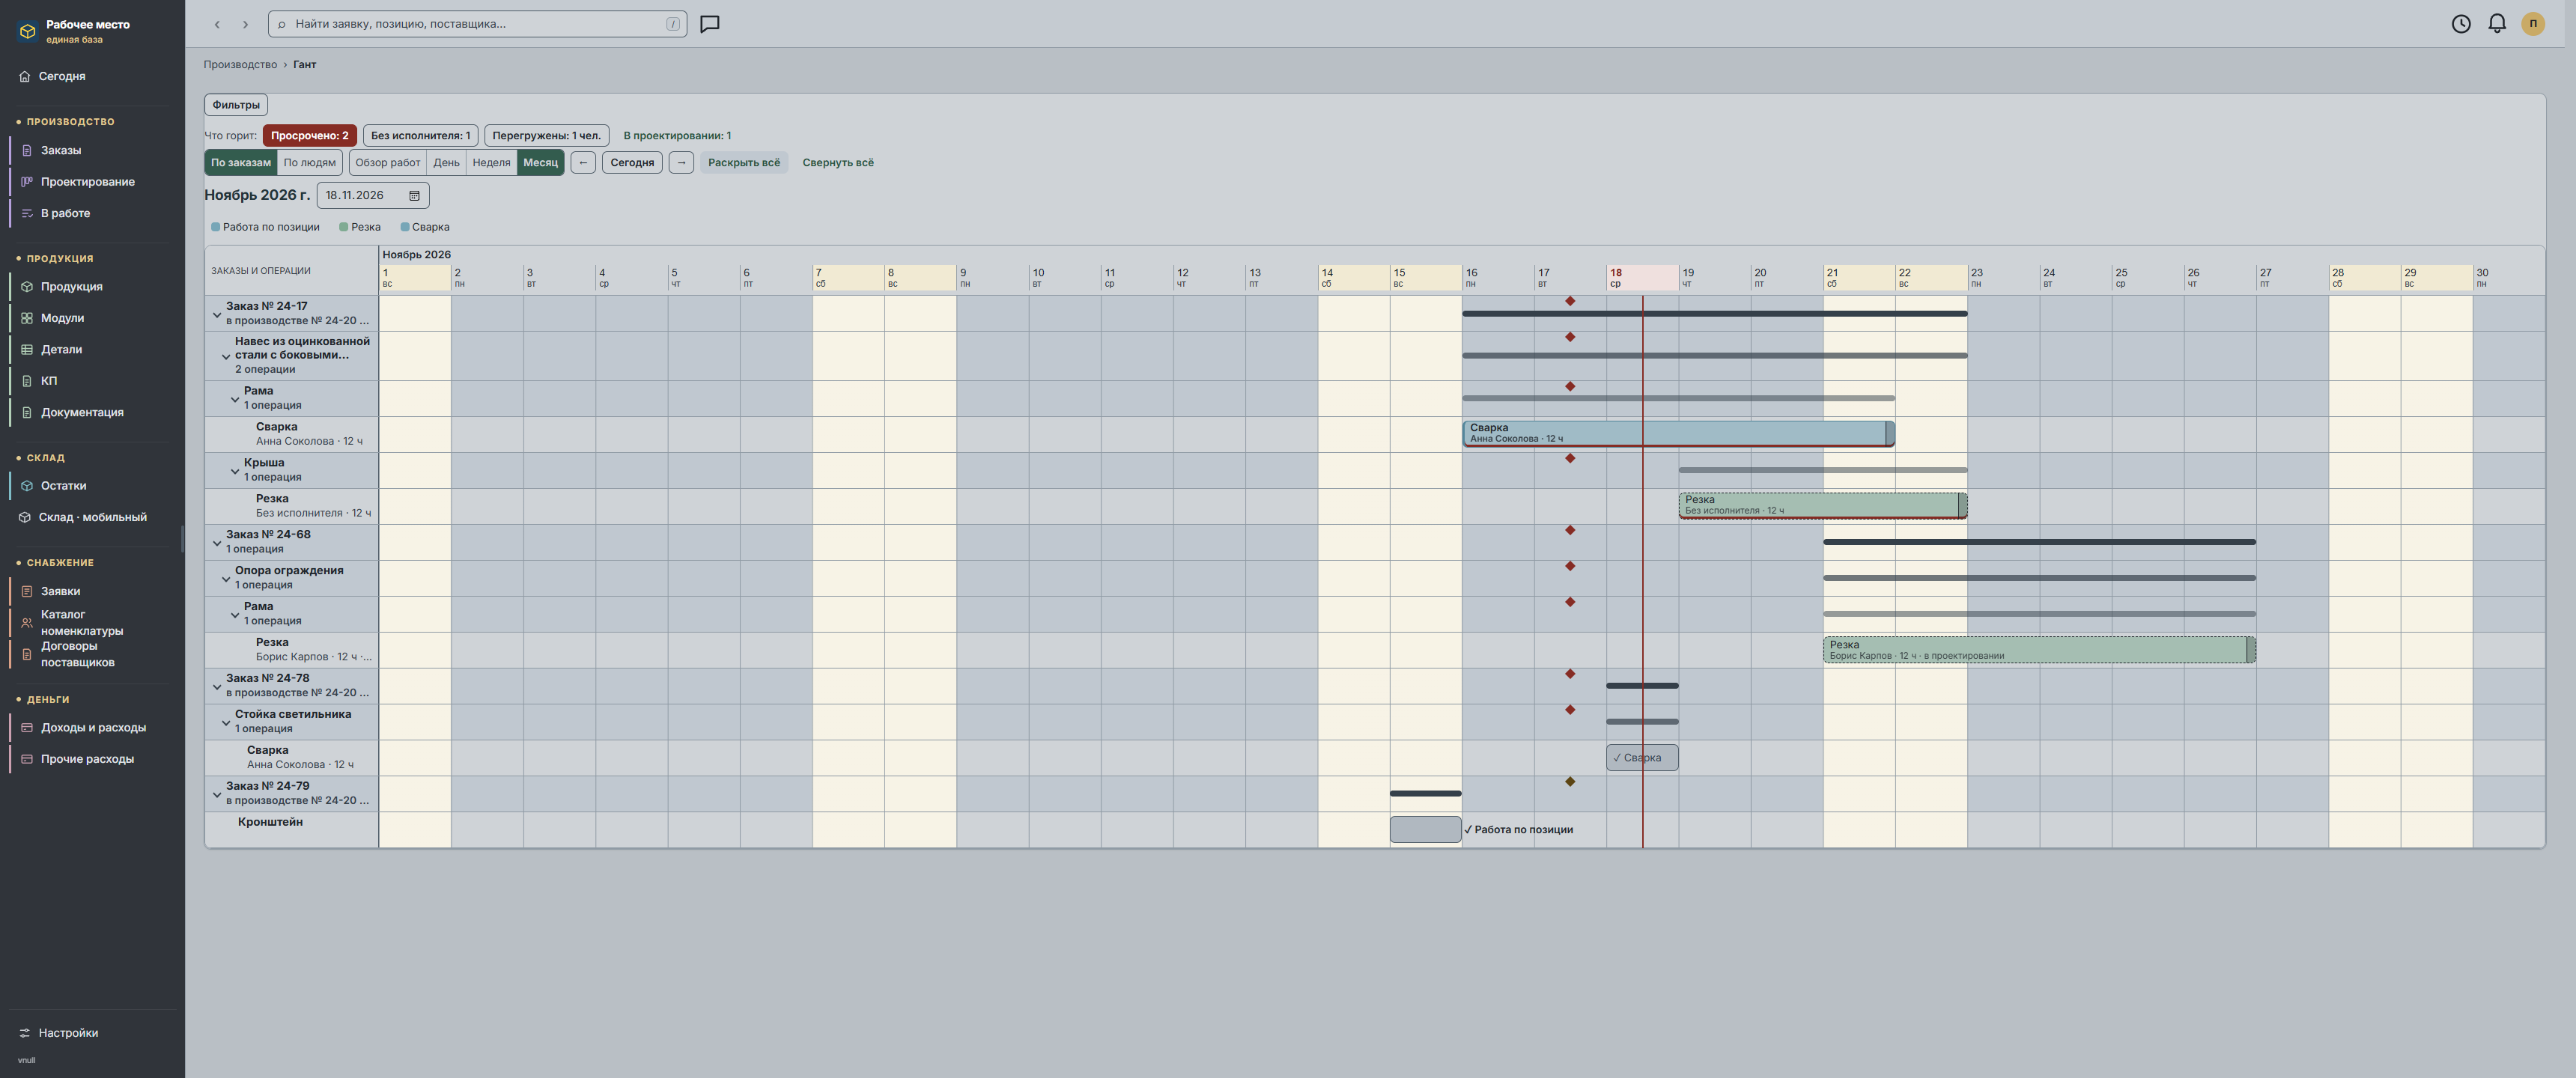 Рабочее место
единая база
Найти заявку, позицию, поставщика...
/
П
Сегодня
ПРОИЗВОДСТВО
Заказы
Проектирование
В работе
ПРОДУКЦИЯ
Продукция
Модули
Детали
КП
Документация
СКЛАД
Остатки
Склад · мобильный
СНАБЖЕНИЕ
Заявки
Каталог
номенклатуры
Договоры
поставщиков
ДЕНЬГИ
Доходы и расходы
Прочие расходы
Настройки
vnull
Производство › Гант
Фильтры
Что горит: Просрочено: 2 Без исполнителя: 1 Перегружены: 1 чел. В проектировании: 1
По заказам По людям Обзор работ День Неделя Месяц ← Сегодня → Раскрыть всё Свернуть всё
Ноябрь 2026 г. 18.11.2026
Работа по позиции Резка Сварка
ЗАКАЗЫ И ОПЕРАЦИИ
Ноябрь 2026
1 2 3 4 5 6 7 8 9 10 11 12 13 14 15 16 17 18 19 20 21 22 23 24 25 26 27 28 29 30
вс пн вт ср чт пт сб вс пн вт ср чт пт сб вс пн вт ср чт пт сб вс пн вт ср чт пт сб вс пн
Заказ № 24-17
в производстве № 24-20 ...
Навес из оцинкованной
стали с боковыми...
2 операции
Рама
1 операция
Сварка
Анна Соколова · 12 ч
Сварка
Анна Соколова · 12 ч
Крыша
1 операция
Резка
Без исполнителя · 12 ч
Резка
Без исполнителя · 12 ч
Заказ № 24-68
1 операция
Опора ограждения
1 операция
Рама
1 операция
Резка
Борис Карпов · 12 ч ·...
Резка
Борис Карпов · 12 ч · в проектировании
Заказ № 24-78
в производстве № 24-20 ...
Стойка светильника
1 операция
Сварка
Анна Соколова · 12 ч
✓ Сварка
Заказ № 24-79
в производстве № 24-20 ...
Кронштейн
✓ Работа по позиции